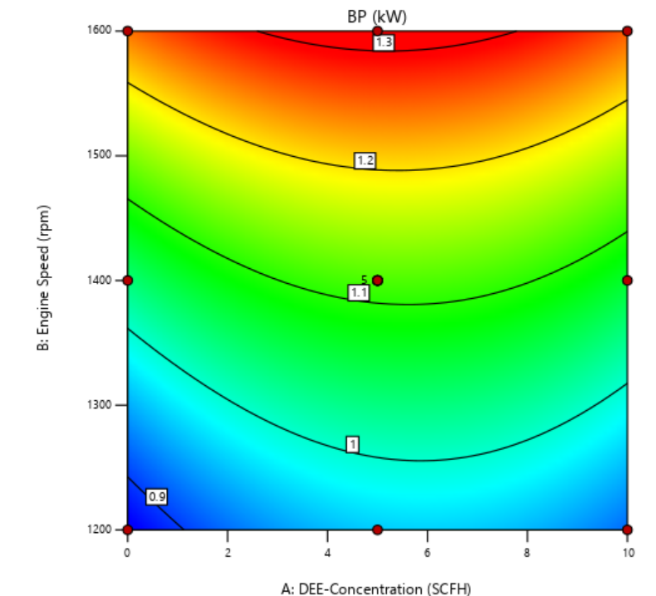 BP (kW)
1600
1.3
1500
1.2
B: Engine Speed (rpm)
1400
5
1.1
1300
1
0.9
1200
0 2 4 6 8 10
A: DEE-Concentration (SCFH)